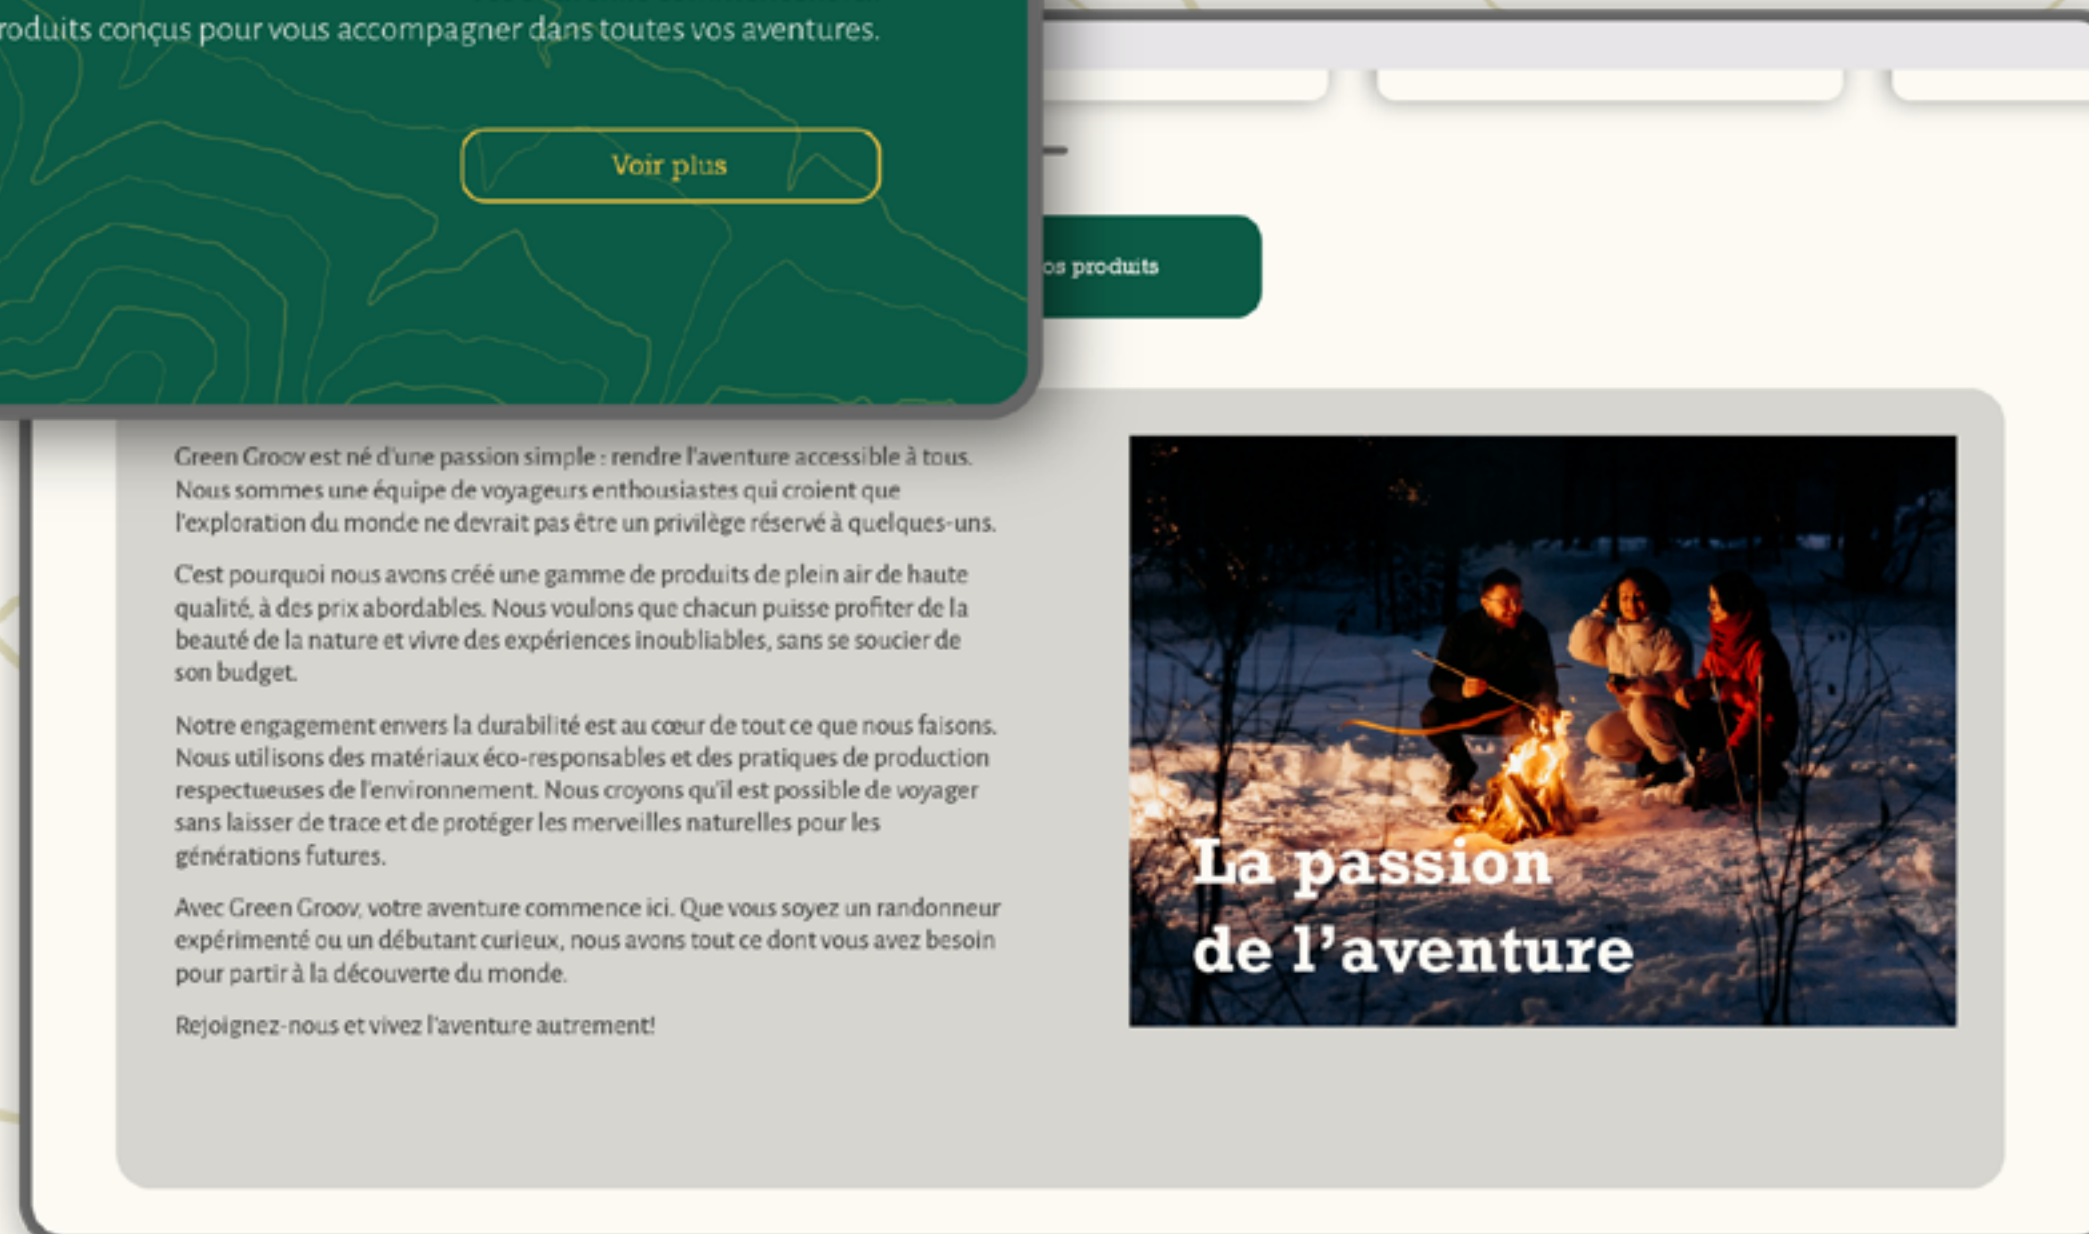 produits conçus pour vous accompagner dans toutes vos aventures.
Voir plus
os produits
Green Groov est né d'une passion simple : rendre l'aventure accessible à tous.
Nous sommes une équipe de voyageurs enthousiastes qui croient que
l'exploration du monde ne devrait pas être un privilège réservé à quelques-uns.
C'est pourquoi nous avons créé une gamme de produits de plein air de haute
qualité, à des prix abordables. Nous voulons que chacun puisse profiter de la
beauté de la nature et vivre des expériences inoubliables, sans se soucier de
son budget.
Notre engagement envers la durabilité est au cœur de tout ce que nous faisons.
Nous utilisons des matériaux éco-responsables et des pratiques de production
respectueuses de l'environnement. Nous croyons qu'il est possible de voyager
sans laisser de trace et de protéger les merveilles naturelles pour les
générations futures.
Avec Green Groov, votre aventure commence ici. Que vous soyez un randonneur
expérimenté ou un débutant curieux, nous avons tout ce dont vous avez besoin
pour partir à la découverte du monde.
Rejoignez-nous et vivez l'aventure autrement!
La passion
de l’aventure